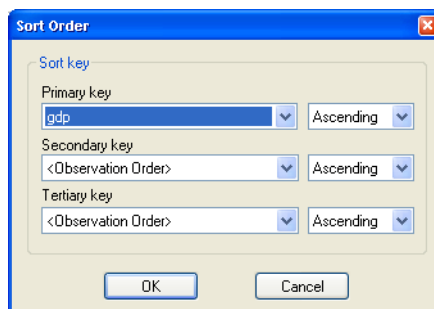 Sort Order
Sort key
Primary key
gdp Ascending
Secondary key
<Observation Order> Ascending
Tertiary key
<Observation Order> Ascending
OK Cancel